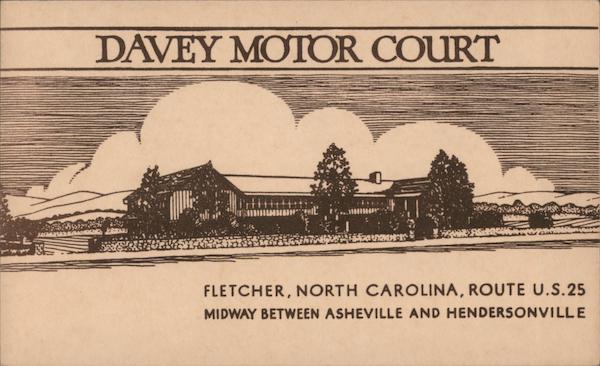 DAVEY MOTOR COURT
FLETCHER, NORTH CAROLINA, ROUTE U.S. 25
MIDWAY BETWEEN ASHEVILLE AND HENDERSONVILLE